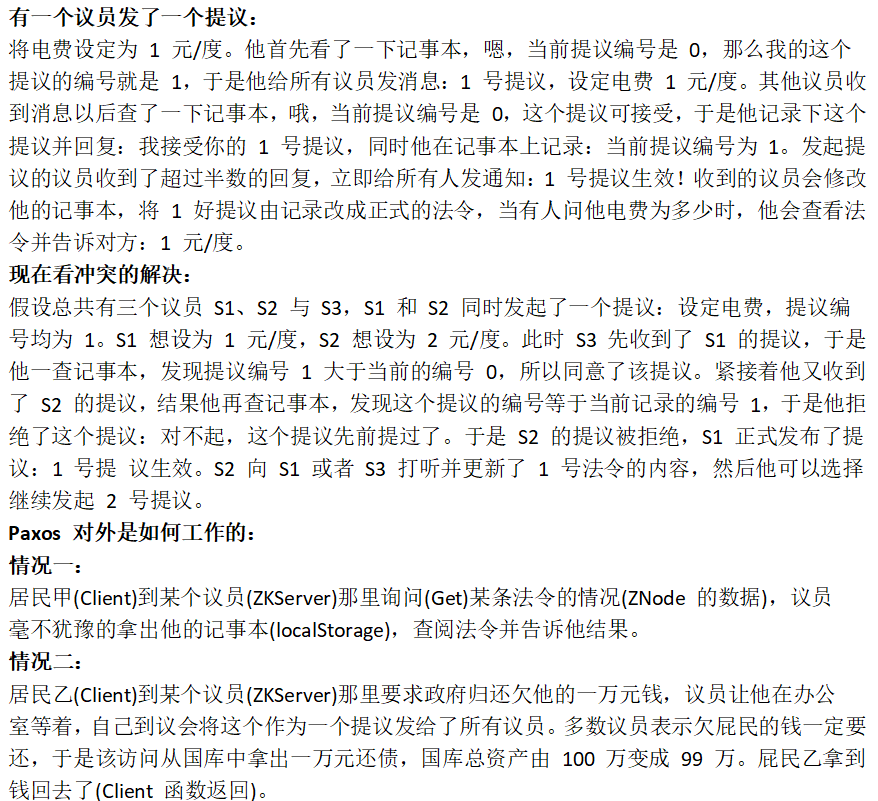 有一个议员发了一个提议：
将电费设定为 1 元/度。他首先看了一下记事本，嗯，当前提议编号是 0，那么我的这个
提议的编号就是 1，于是他给所有议员发消息：1 号提议，设定电费 1 元/度。其他议员收
到消息以后查了一下记事本，哦，当前提议编号是 0，这个提议可接受，于是他记录下这个
提议并回复：我接受你的 1 号提议，同时他在记事本上记录：当前提议编号为 1。发起提
议的议员收到了超过半数的回复，立即给所有人发通知：1 号提议生效！收到的议员会修改
他的记事本，将 1 好提议由记录改成正式的法令，当有人问他电费为多少时，他会查看法
令并告诉对方：1 元/度。
现在看冲突的解决：
假设总共有三个议员 S1、S2 与 S3，S1 和 S2 同时发起了一个提议：设定电费，提议编
号均为 1。S1 想设为 1 元/度，S2 想设为 2 元/度。此时 S3 先收到了 S1 的提议，于是
他一查记事本，发现提议编号 1 大于当前的编号 0，所以同意了该提议。紧接着他又收到
了 S2 的提议，结果他再查记事本，发现这个提议的编号等于当前记录的编号 1，于是他拒
绝了这个提议：对不起，这个提议先前提过了。于是 S2 的提议被拒绝，S1 正式发布了提
议：1 号提 议生效。S2 向 S1 或者 S3 打听并更新了 1 号法令的内容，然后他可以选择
继续发起 2 号提议。
Paxos 对外是如何工作的：
情况一：
居民甲(Client)到某个议员(ZKServer)那里询问(Get)某条法令的情况(ZNode 的数据)，议员
毫不犹豫的拿出他的记事本(localStorage)，查阅法令并告诉他结果。
情况二：
居民乙(Client)到某个议员(ZKServer)那里要求政府归还欠他的一万元钱，议员让他在办公
室等着，自己到议会将这个作为一个提议发给了所有议员。多数议员表示欠屁民的钱一定要
还，于是该访问从国库中拿出一万元还债，国库总资产由 100 万变成 99 万。屁民乙拿到
钱回去了(Client 函数返回)。